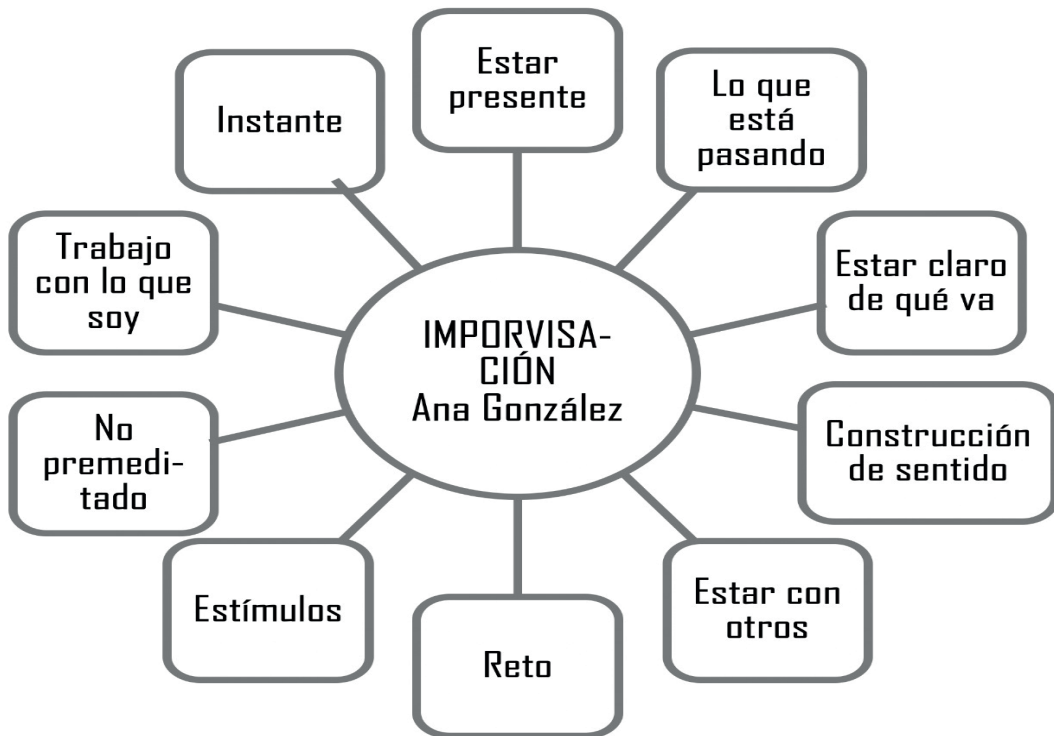 Estar
presente
Lo que
está
pasando
Estar claro
de qué va
Construcción
de sentido
Estar con
otros
Reto
Estímulos
No
premedi-
tado
Trabajo
con lo que
soy
Instante
IMPORVISA-
CIÓN
Ana González